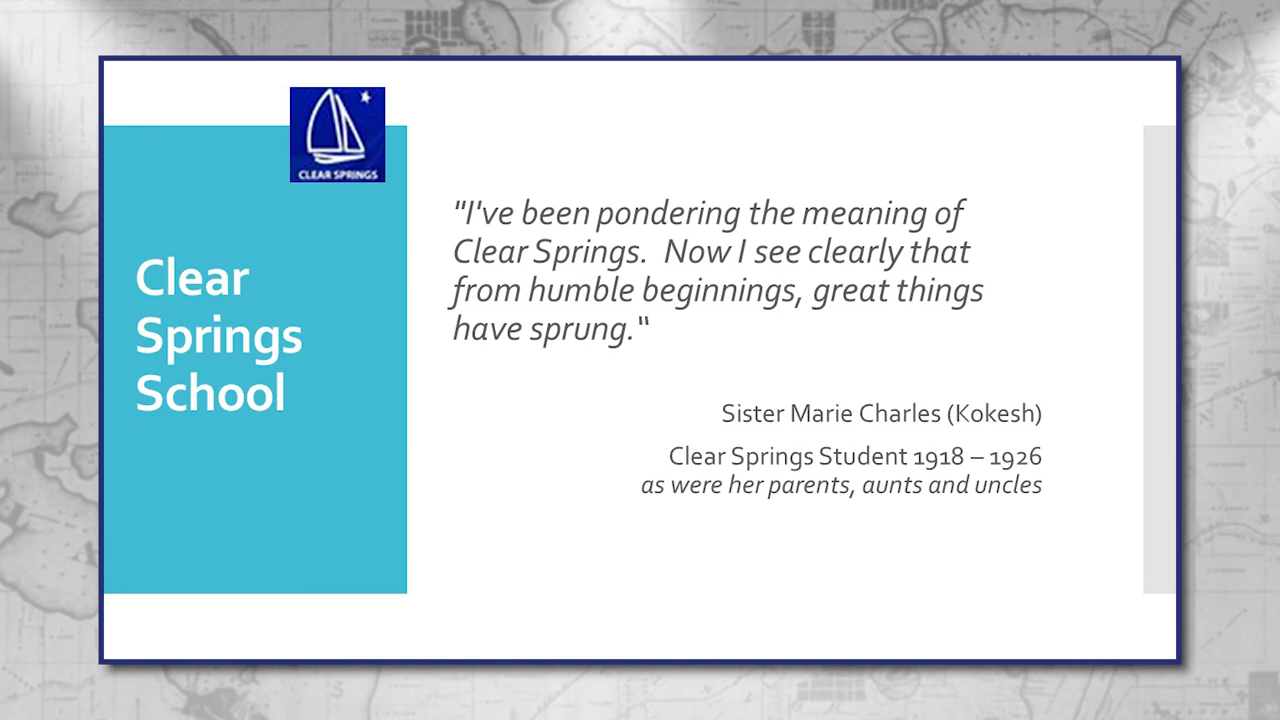 CLEAR SPRINGS
Clear
Springs
School
"I've been pondering the meaning of
Clear Springs.  Now I see clearly that
from humble beginnings, great things
have sprung."
Sister Marie Charles (Kokesh)
Clear Springs Student 1918 – 1926
as were her parents, aunts and uncles